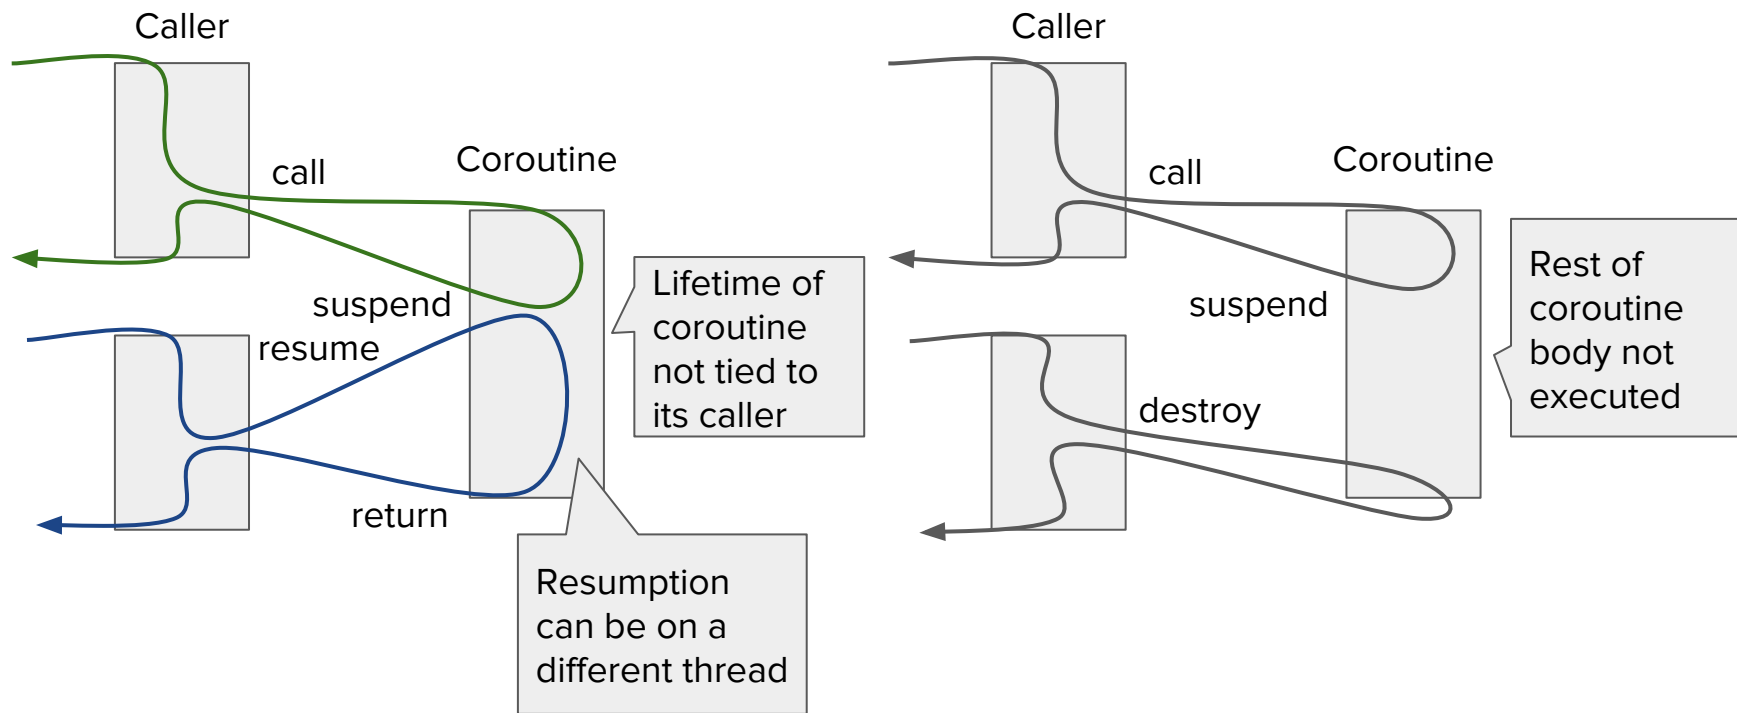 Caller
call
Coroutine
suspend
resume
return
Lifetime of
coroutine
not tied to
its caller
Resumption
can be on a
different thread
Caller
call
Coroutine
suspend
destroy
Rest of
coroutine
body not
executed